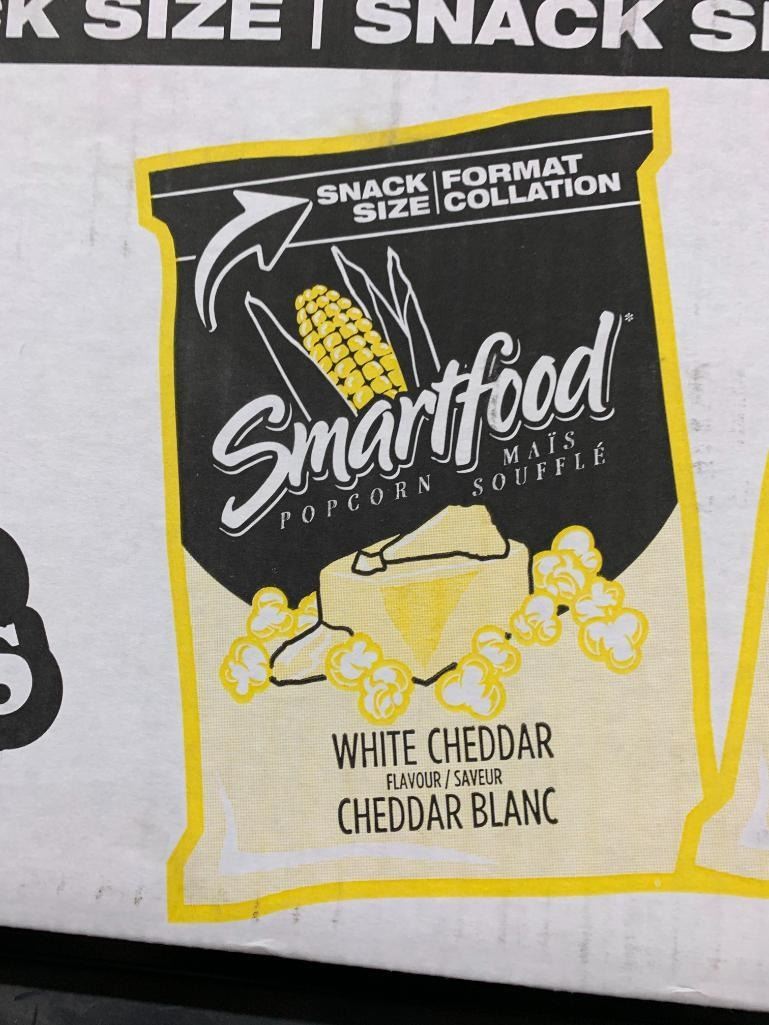 SIZE | SNACK
SNACK SIZE | FORMAT COLLATION
Smartfood*
POPCORN MAÏS SOUFFLÉ
WHITE CHEDDAR
FLAVOUR / SAVEUR
CHEDDAR BLANC